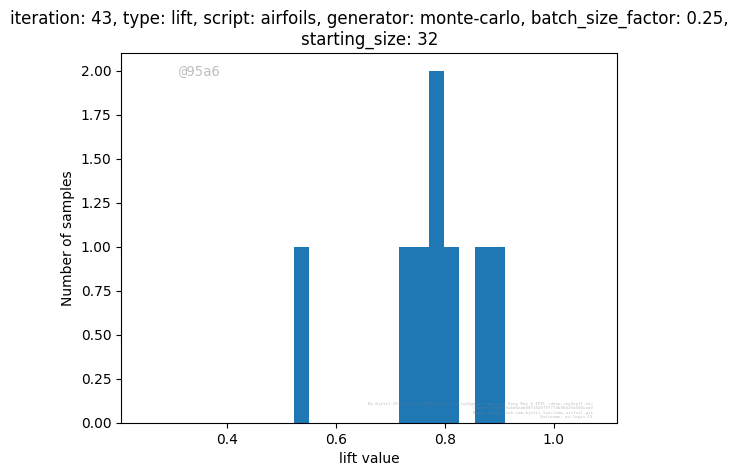 iteration: 43, type: lift, script: airfoils, generator: monte-carlo, batch_size_factor: 0.25,
starting_size: 32
@95a6
2.00
1.75
1.50
1.25
1.00
0.75
0.50
0.25
0.00
Number of samples
0.4 0.6 0.8 1.0
lift value